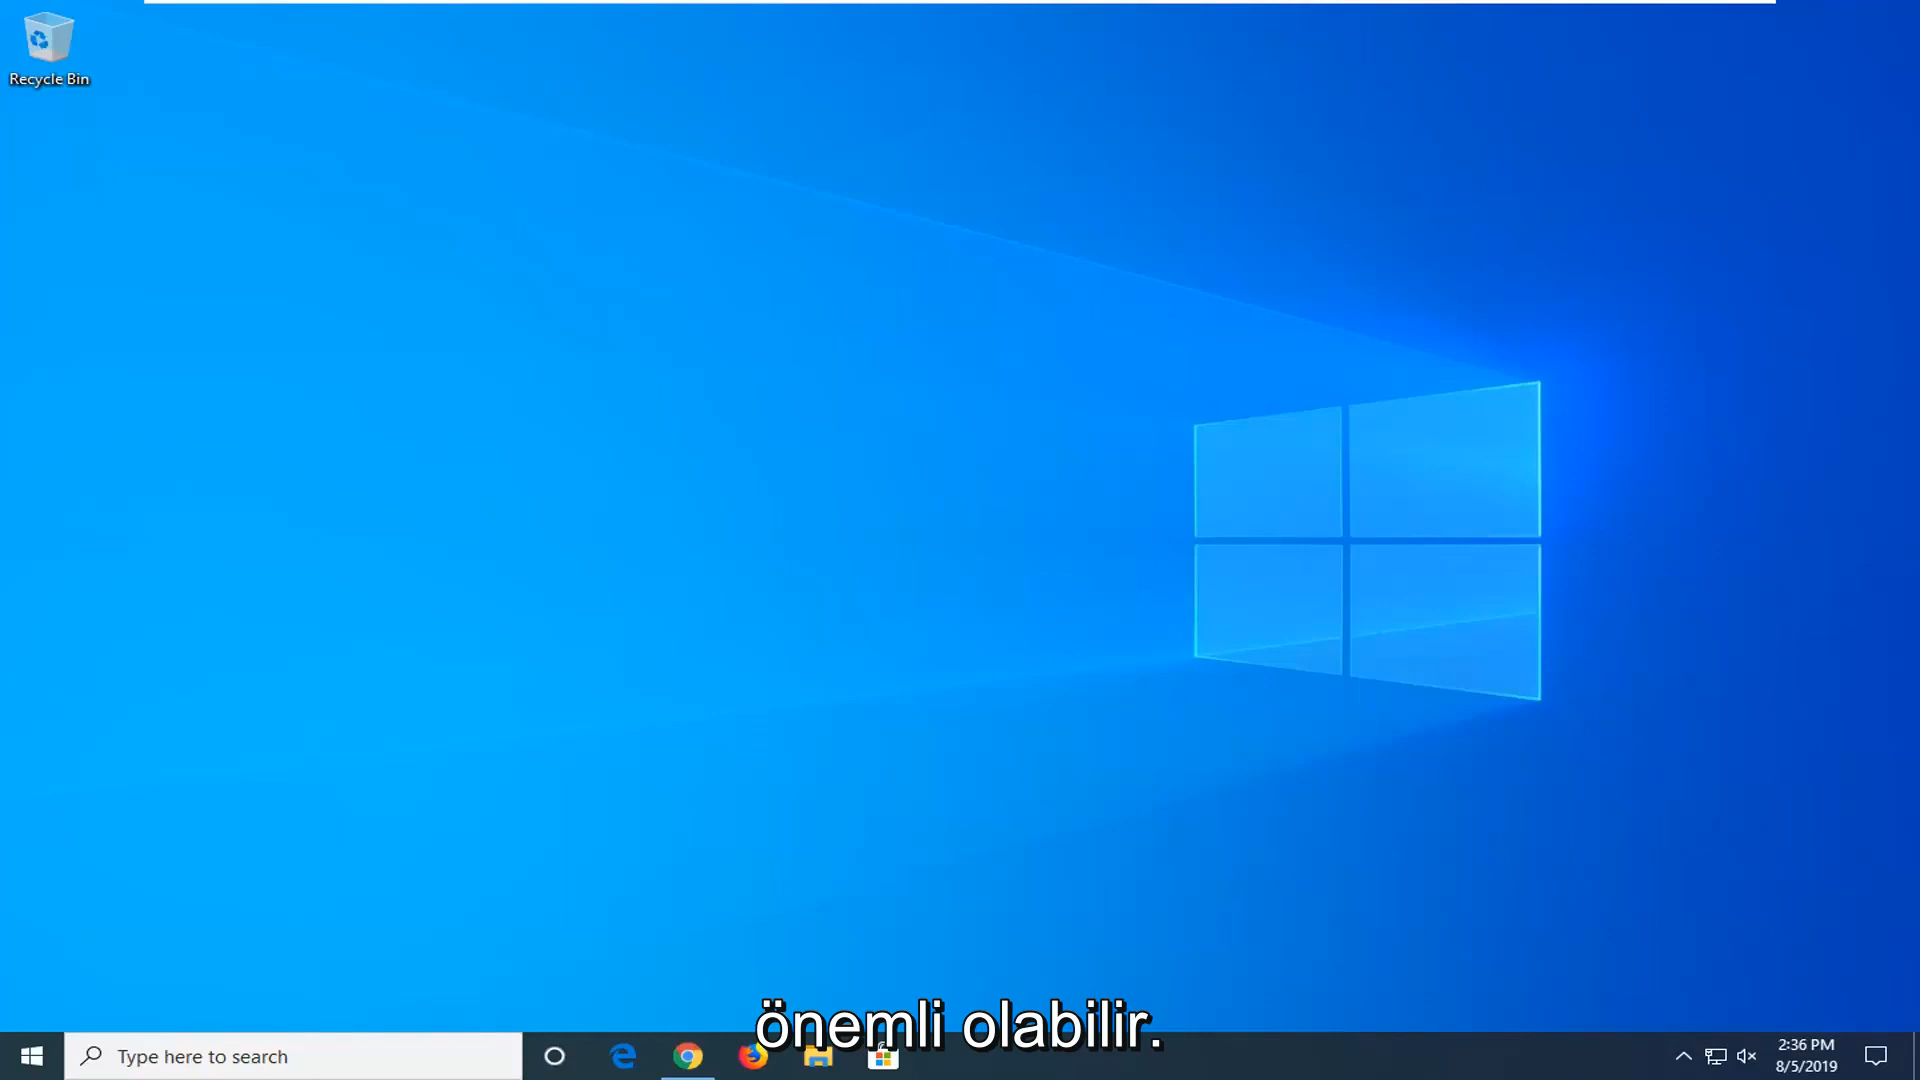 Recycle Bin
önemli olabilir.
Type here to search
2:36 PM
8/5/2019